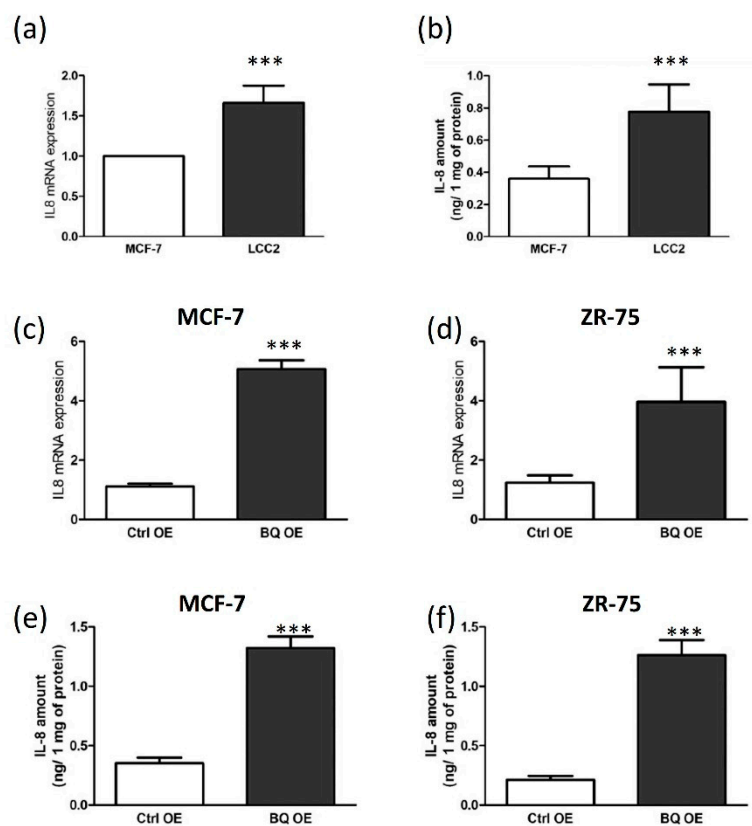 (a)
***
IL8 mRNA expression
2.0
1.5
1.0
0.5
0.0
MCF-7 LCC2
(b)
***
IL-8 amount
(ng/ 1 mg of protein)
1.0
0.8
0.6
0.4
0.2
0.0
MCF-7 LCC2
(c)
MCF-7
***
IL8 mRNA expression
6
4
2
0
Ctrl OE BQ OE
(d)
ZR-75
***
IL8 mRNA expression
6
4
2
0
Ctrl OE BQ OE
(e)
MCF-7
***
IL-8 amount
(ng/ 1 mg of protein)
1.5
1.0
0.5
0.0
Ctrl OE BQ OE
(f)
ZR-75
***
IL-8 amount
(ng/ 1 mg of protein)
1.5
1.0
0.5
0.0
Ctrl OE BQ OE